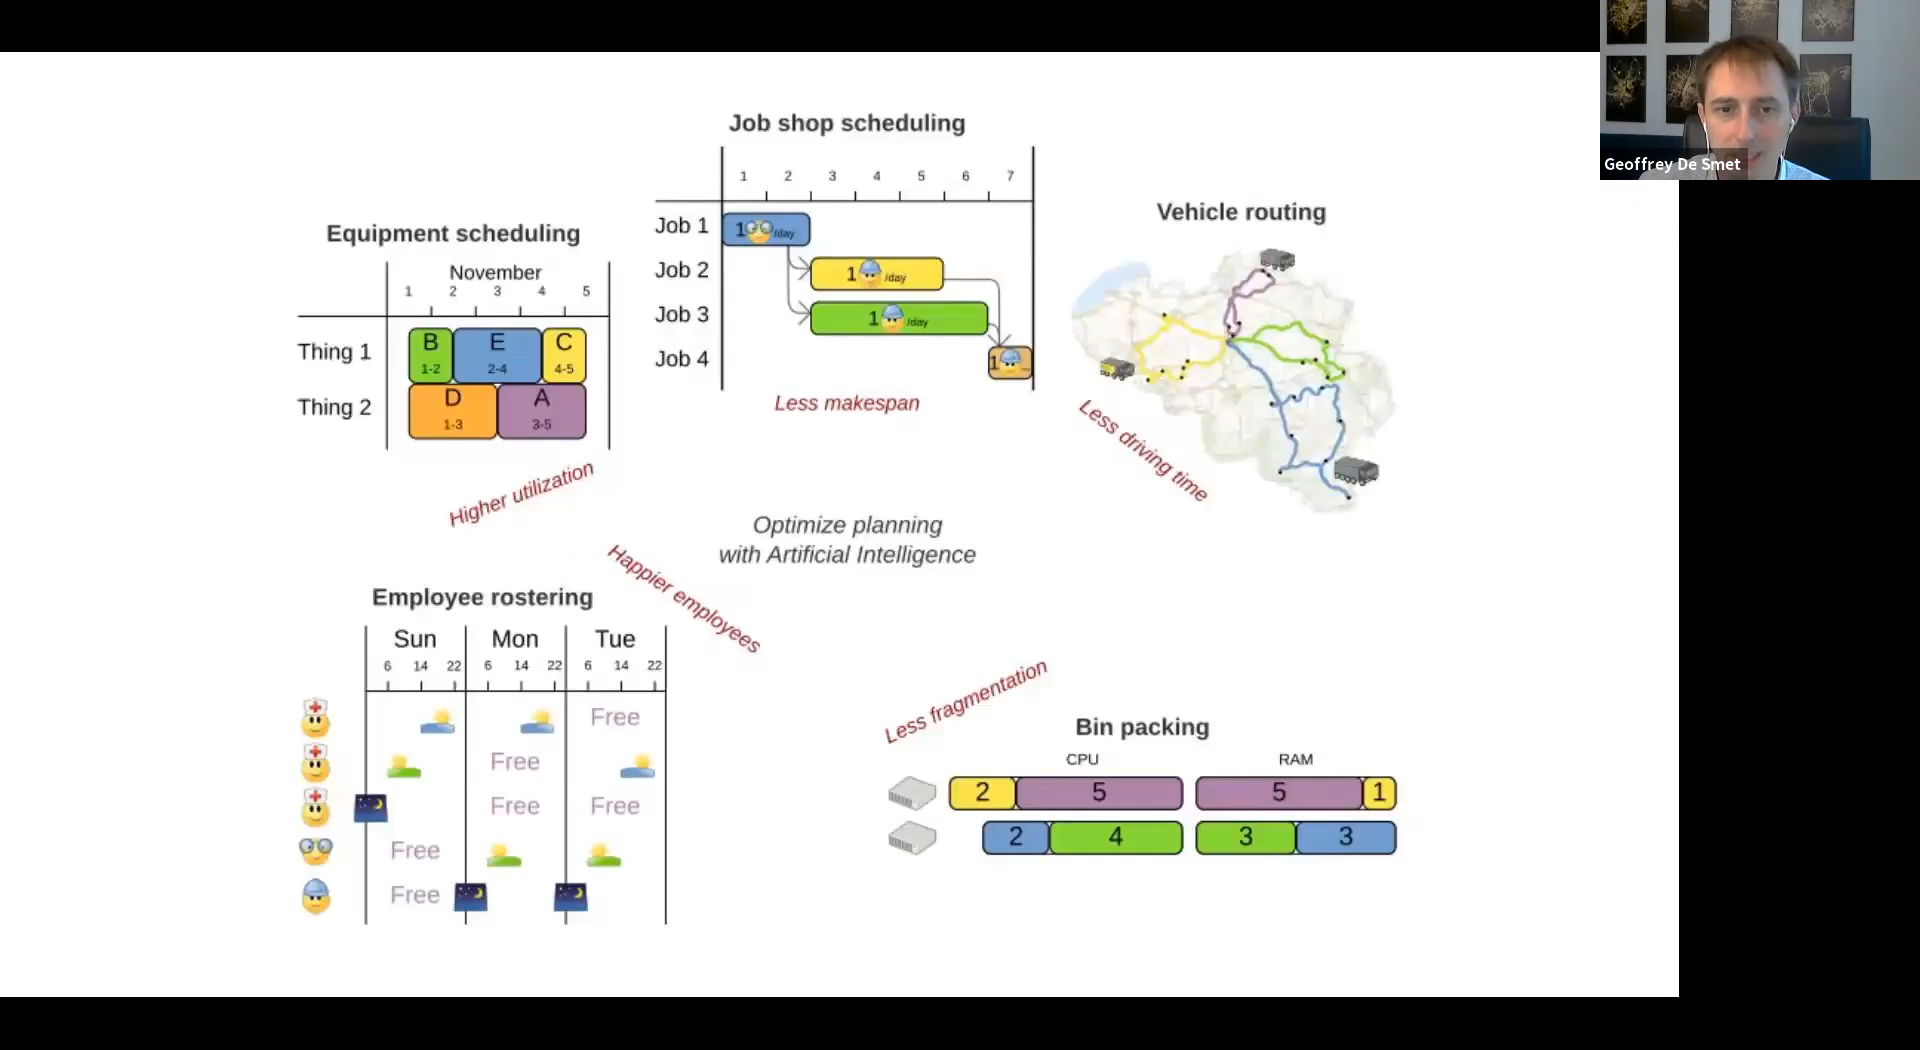 Geoffrey De Smet
Job shop scheduling
1 2 3 4 5 6 7
Job 1 1 /day
Job 2 1 /day
Job 3 1 /day
Job 4 1
Less makespan
Equipment scheduling
November
1 2 3 4 5
Thing 1 B E C
1-2 2-4 4-5
Thing 2 D A
1-3 3-5
Higher utilization
Vehicle routing
Less driving time
Optimize planning
with Artificial Intelligence
Happier employees
Employee rostering
Sun Mon Tue
6 14 22 6 14 22 6 14 22
Free
Free
Free Free
Free
Free
Less fragmentation
Bin packing
CPU RAM
2 5 5 1
2 4 3 3